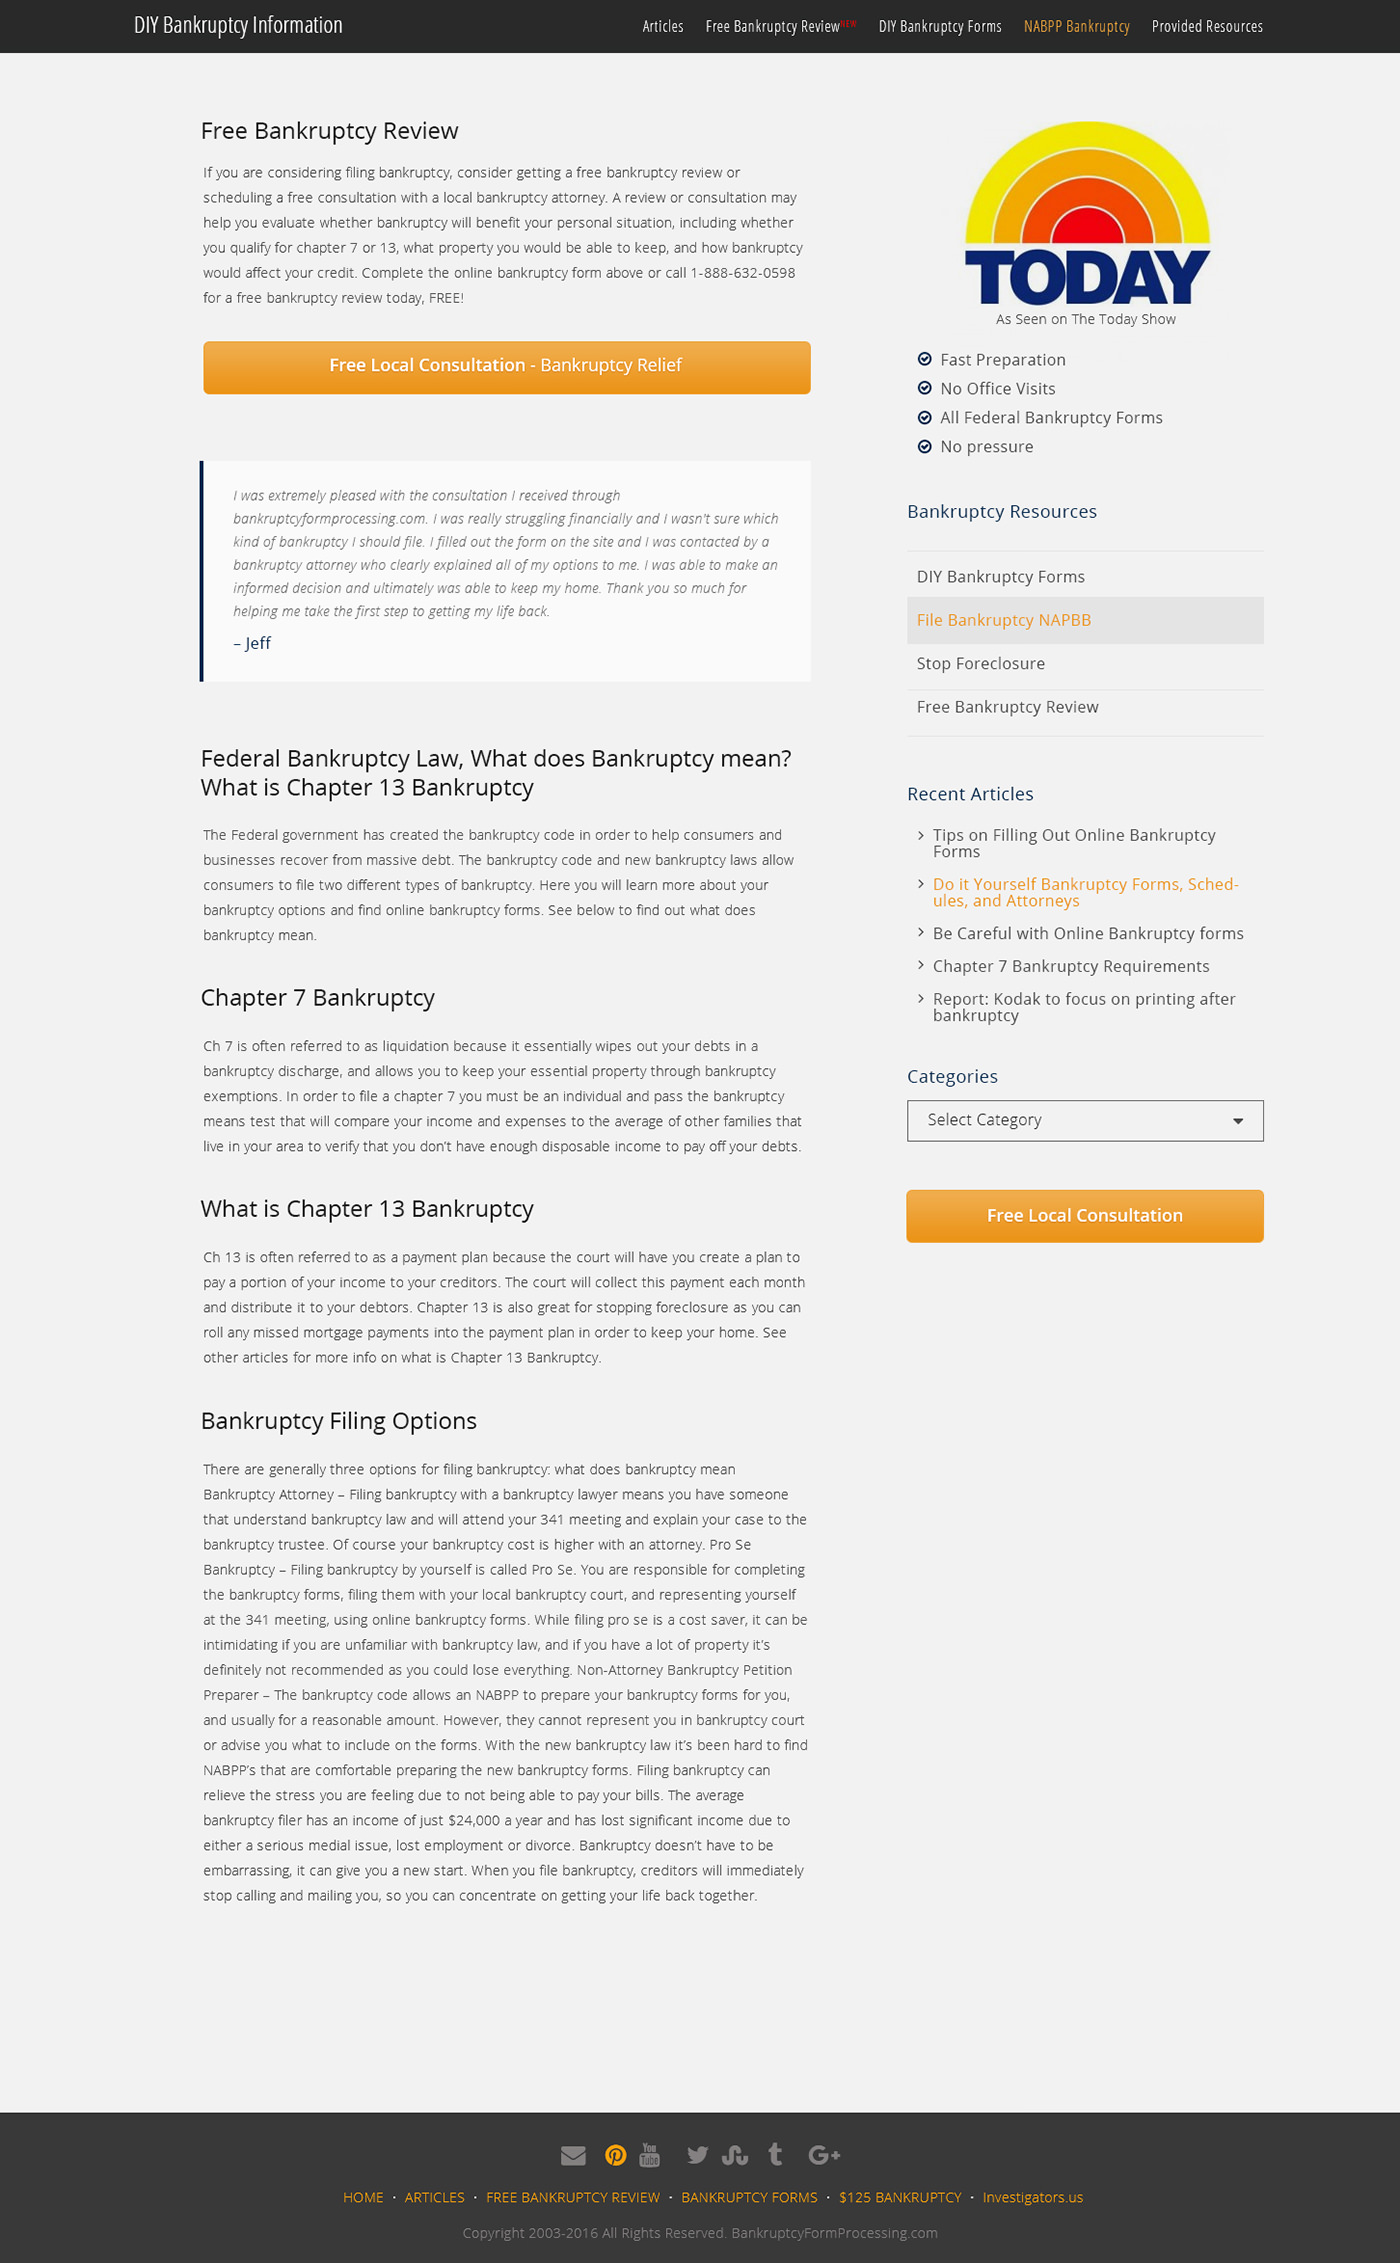 DIY Bankruptcy Information
Articles Free Bankruptcy Review NEW DIY Bankruptcy Forms NABPP Bankruptcy Provided Resources
Free Bankruptcy Review
If you are considering filing bankruptcy, consider getting a free bankruptcy review or
scheduling a free consultation with a local bankruptcy attorney. A review or consultation may
help you evaluate whether bankruptcy will benefit your personal situation, including whether
you qualify for chapter 7 or 13, what property you would be able to keep, and how bankruptcy
would affect your credit. Complete the online bankruptcy form above or call 1-888-632-0598
for a free bankruptcy review today, FREE!
Free Local Consultation - Bankruptcy Relief
I was extremely pleased with the consultation I received through
bankruptcyformprocessing.com. I was really struggling financially and I wasn't sure which
kind of bankruptcy I should file. I filled out the form on the site and I was contacted by a
bankruptcy attorney who clearly explained all of my options to me. I was able to make an
informed decision and ultimately was able to keep my home. Thank you so much for
helping me take the first step to getting my life back.
– Jeff
Federal Bankruptcy Law, What does Bankruptcy mean?
What is Chapter 13 Bankruptcy
The Federal government has created the bankruptcy code in order to help consumers and
businesses recover from massive debt. The bankruptcy code and new bankruptcy laws allow
consumers to file two different types of bankruptcy. Here you will learn more about your
bankruptcy options and find online bankruptcy forms. See below to find out what does
bankruptcy mean.
Chapter 7 Bankruptcy
Ch 7 is often referred to as liquidation because it essentially wipes out your debts in a
bankruptcy discharge, and allows you to keep your essential property through bankruptcy
exemptions. In order to file a chapter 7 you must be an individual and pass the bankruptcy
means test that will compare your income and expenses to the average of other families that
live in your area to verify that you don’t have enough disposable income to pay off your debts.
What is Chapter 13 Bankruptcy
Ch 13 is often referred to as a payment plan because the court will have you create a plan to
pay a portion of your income to your creditors. The court will collect this payment each month
and distribute it to your debtors. Chapter 13 is also great for stopping foreclosure as you can
roll any missed mortgage payments into the payment plan in order to keep your home. See
other articles for more info on what is Chapter 13 Bankruptcy.
Bankruptcy Filing Options
There are generally three options for filing bankruptcy: what does bankruptcy mean
Bankruptcy Attorney – Filing bankruptcy with a bankruptcy lawyer means you have someone
that understand bankruptcy law and will attend your 341 meeting and explain your case to the
bankruptcy trustee. Of course your bankruptcy cost is higher with an attorney. Pro Se
Bankruptcy – Filing bankruptcy by yourself is called Pro Se. You are responsible for completing
the bankruptcy forms, filing them with your local bankruptcy court, and representing yourself
at the 341 meeting, using online bankruptcy forms. While filing pro se is a cost saver, it can be
intimidating if you are unfamiliar with bankruptcy law, and if you have a lot of property it’s
definitely not recommended as you could lose everything. Non-Attorney Bankruptcy Petition
Preparer – The bankruptcy code allows an NABPP to prepare your bankruptcy forms for you,
and usually for a reasonable amount. However, they cannot represent you in bankruptcy court
or advise you what to include on the forms. With the new bankruptcy law it’s been hard to find
NABPP’s that are comfortable preparing the new bankruptcy forms. Filing bankruptcy can
relieve the stress you are feeling due to not being able to pay your bills. The average
bankruptcy filer has an income of just $24,000 a year and has lost significant income due to
either a serious medial issue, lost employment or divorce. Bankruptcy doesn’t have to be
embarrassing, it can give you a new start. When you file bankruptcy, creditors will immediately
stop calling and mailing you, so you can concentrate on getting your life back together.
TODAY
As Seen on The Today Show
Fast Preparation
No Office Visits
All Federal Bankruptcy Forms
No pressure
Bankruptcy Resources
DIY Bankruptcy Forms
File Bankruptcy NAPBB
Stop Foreclosure
Free Bankruptcy Review
Recent Articles
Tips on Filling Out Online Bankruptcy
Forms
Do it Yourself Bankruptcy Forms, Sched-
ules, and Attorneys
Be Careful with Online Bankruptcy forms
Chapter 7 Bankruptcy Requirements
Report: Kodak to focus on printing after
bankruptcy
Categories
Select Category
Free Local Consultation
You
Tube
t
G+
HOME · ARTICLES · FREE BANKRUPTCY REVIEW · BANKRUPTCY FORMS · $125 BANKRUPTCY · Investigators.us
Copyright 2003-2016 All Rights Reserved. BankruptcyFormProcessing.com